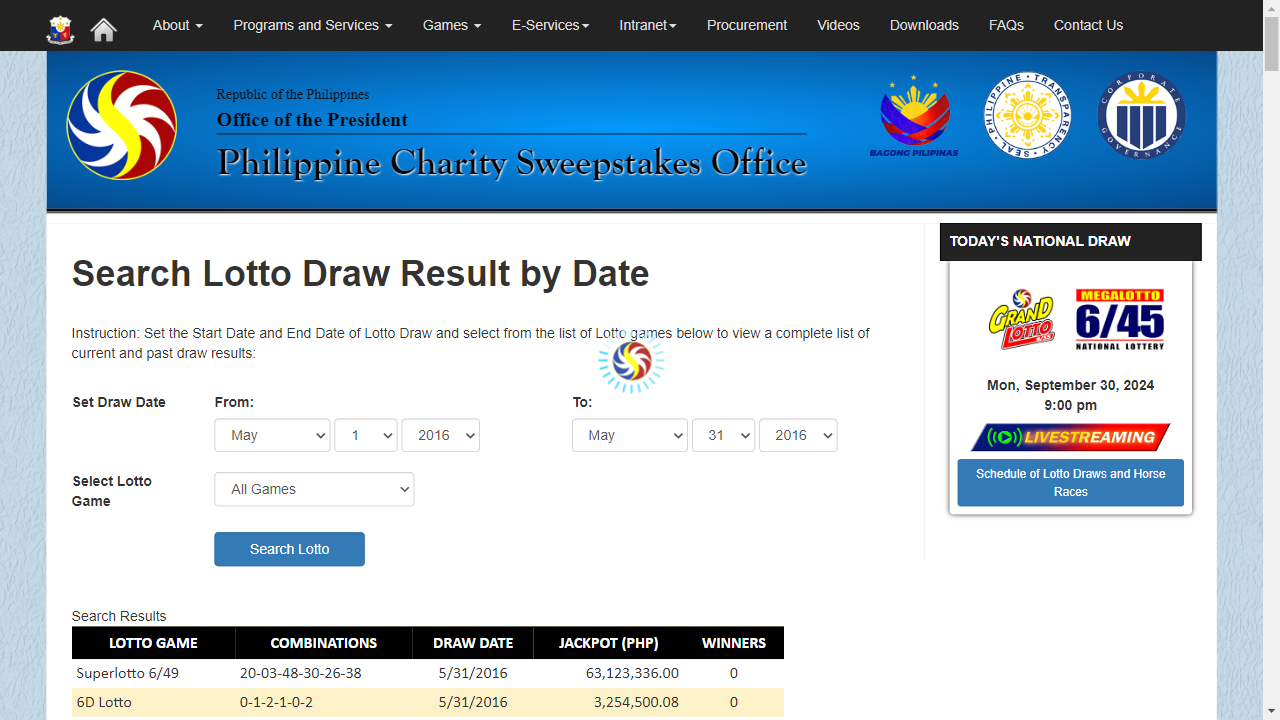 About Programs and Services Games E-Services Intranet Procurement Videos Downloads FAQs Contact Us
Republic of the Philippines
Office of the President
Philippine Charity Sweepstakes Office
BAGONG PILIPINAS
PHILIPPINE TRANSPARENCY SEAL
CORPORATE GOVERNANCE
Search Lotto Draw Result by Date
Instruction: Set the Start Date and End Date of Lotto Draw and select from the list of Lotto games below to view a complete list of
current and past draw results:
Set Draw Date From: To:
May 1 2016 May 31 2016
Select Lotto
Game
All Games
Search Lotto
Search Results
LOTTO GAME COMBINATIONS DRAW DATE JACKPOT (PHP) WINNERS
Superlotto 6/49 20-03-48-30-26-38 5/31/2016 63,123,336.00 0
6D Lotto 0-1-2-1-0-2 5/31/2016 3,254,500.08 0
TODAY'S NATIONAL DRAW
GRAND
LOTTO
6/55
MEGALOTTO
6/45
NATIONAL LOTTERY
Mon, September 30, 2024
9:00 pm
LIVESTREAMING
Schedule of Lotto Draws and Horse
Races